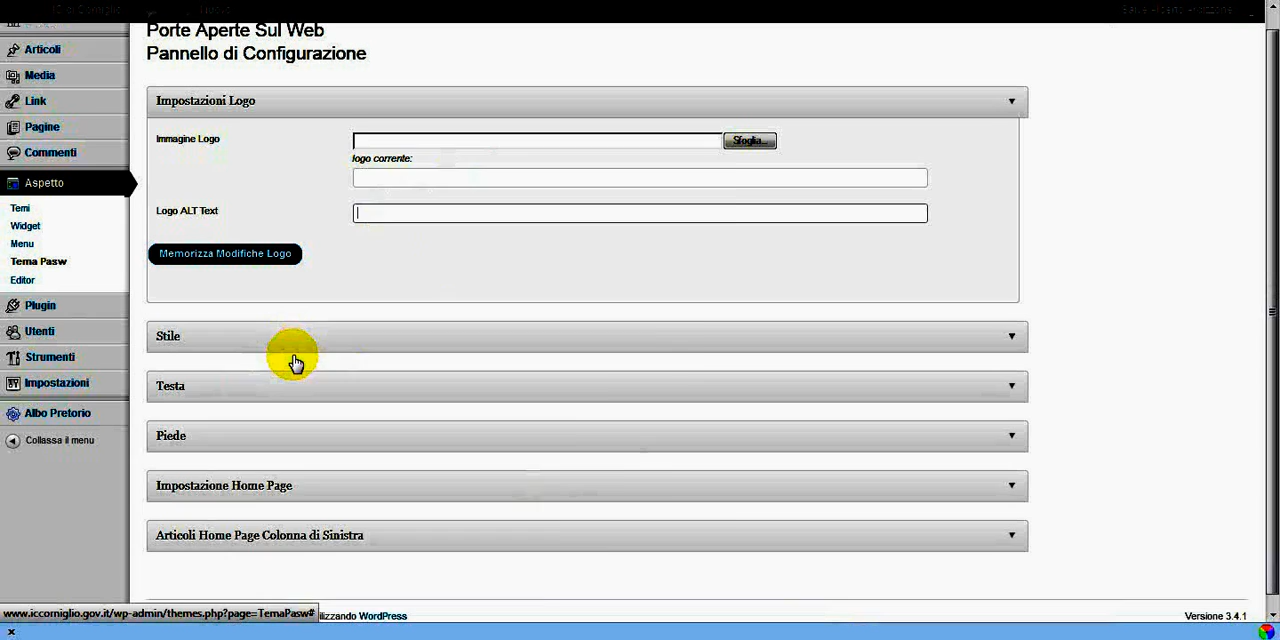 Porte Aperte Sul Web
Pannello di Configurazione
Articoli
Media
Link
Pagine
Commenti
Aspetto
Temi
Widget
Menu
Tema Pasw
Editor
Plugin
Utenti
Strumenti
Impostazioni
Albo Pretorio
Collassa il menu
Impostazioni Logo
Immagine Logo
Sfoglia...
logo corrente:
Logo ALT Text
Memorizza Modifiche Logo
Stile
Testa
Piede
Impostazione Home Page
Articoli Home Page Colonna di Sinistra
www.iccorniglio.gov.it/wp-admin/themes.php?page=TemaPasw#
ilizzando WordPress
Versione 3.4.1